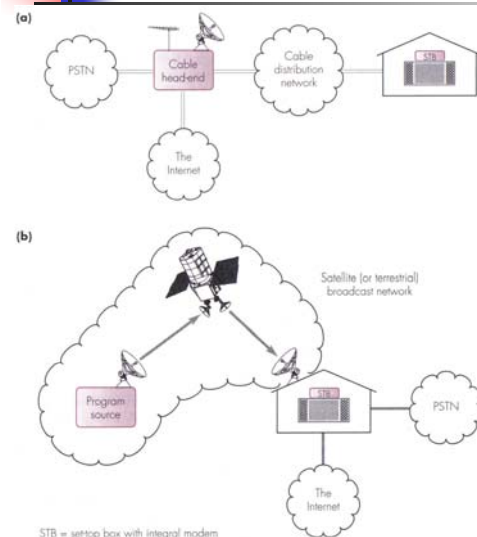 (a)
PSTN
Cable
head-end
Cable
distribution
network
STB
The
Internet
(b)
Satellite (or terrestrial)
broadcast network
Program
source
STB
PSTN
The
Internet
STB = set-top box with integral modem